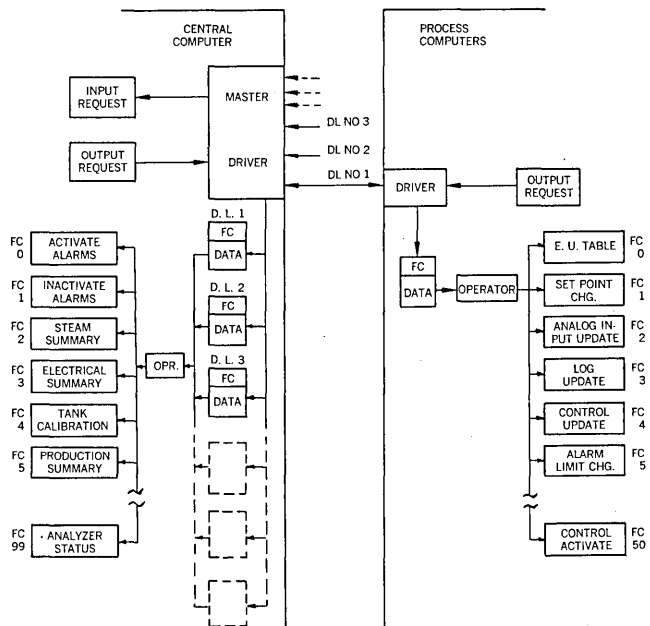 CENTRAL
COMPUTER
PROCESS
COMPUTERS
INPUT
REQUEST
MASTER
DRIVER
OUTPUT
REQUEST
DL NO 3
DL NO 2
DL NO 1
DRIVER
OUTPUT
REQUEST
D. L. 1
FC
DATA
D. L. 2
FC
DATA
D. L. 3
FC
DATA
OPR.
FC
0
ACTIVATE
ALARMS
FC
1
INACTIVATE
ALARMS
FC
2
STEAM
SUMMARY
FC
3
ELECTRICAL
SUMMARY
FC
4
TANK
CALIBRATION
FC
5
PRODUCTION
SUMMARY
FC
99
ANALYZER
STATUS
FC
DATA
OPERATOR
E. U. TABLE
FC
0
SET POINT
CHG.
FC
1
ANALOG IN-
PUT UPDATE
FC
2
LOG
UPDATE
FC
3
CONTROL
UPDATE
FC
4
ALARM
LIMIT CHG.
FC
5
CONTROL
ACTIVATE
FC
50